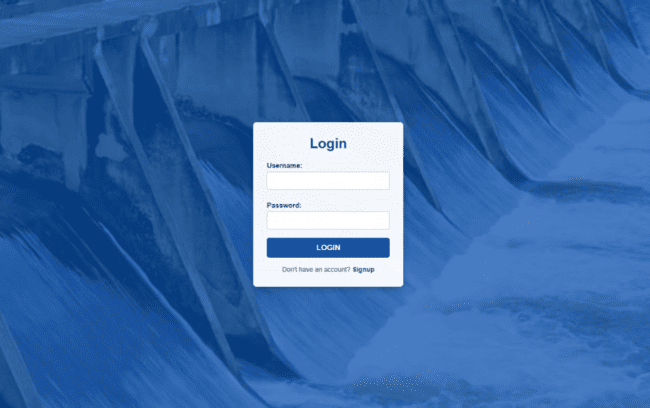 Login
Username:
Password:
LOGIN
Don't have an account? Signup